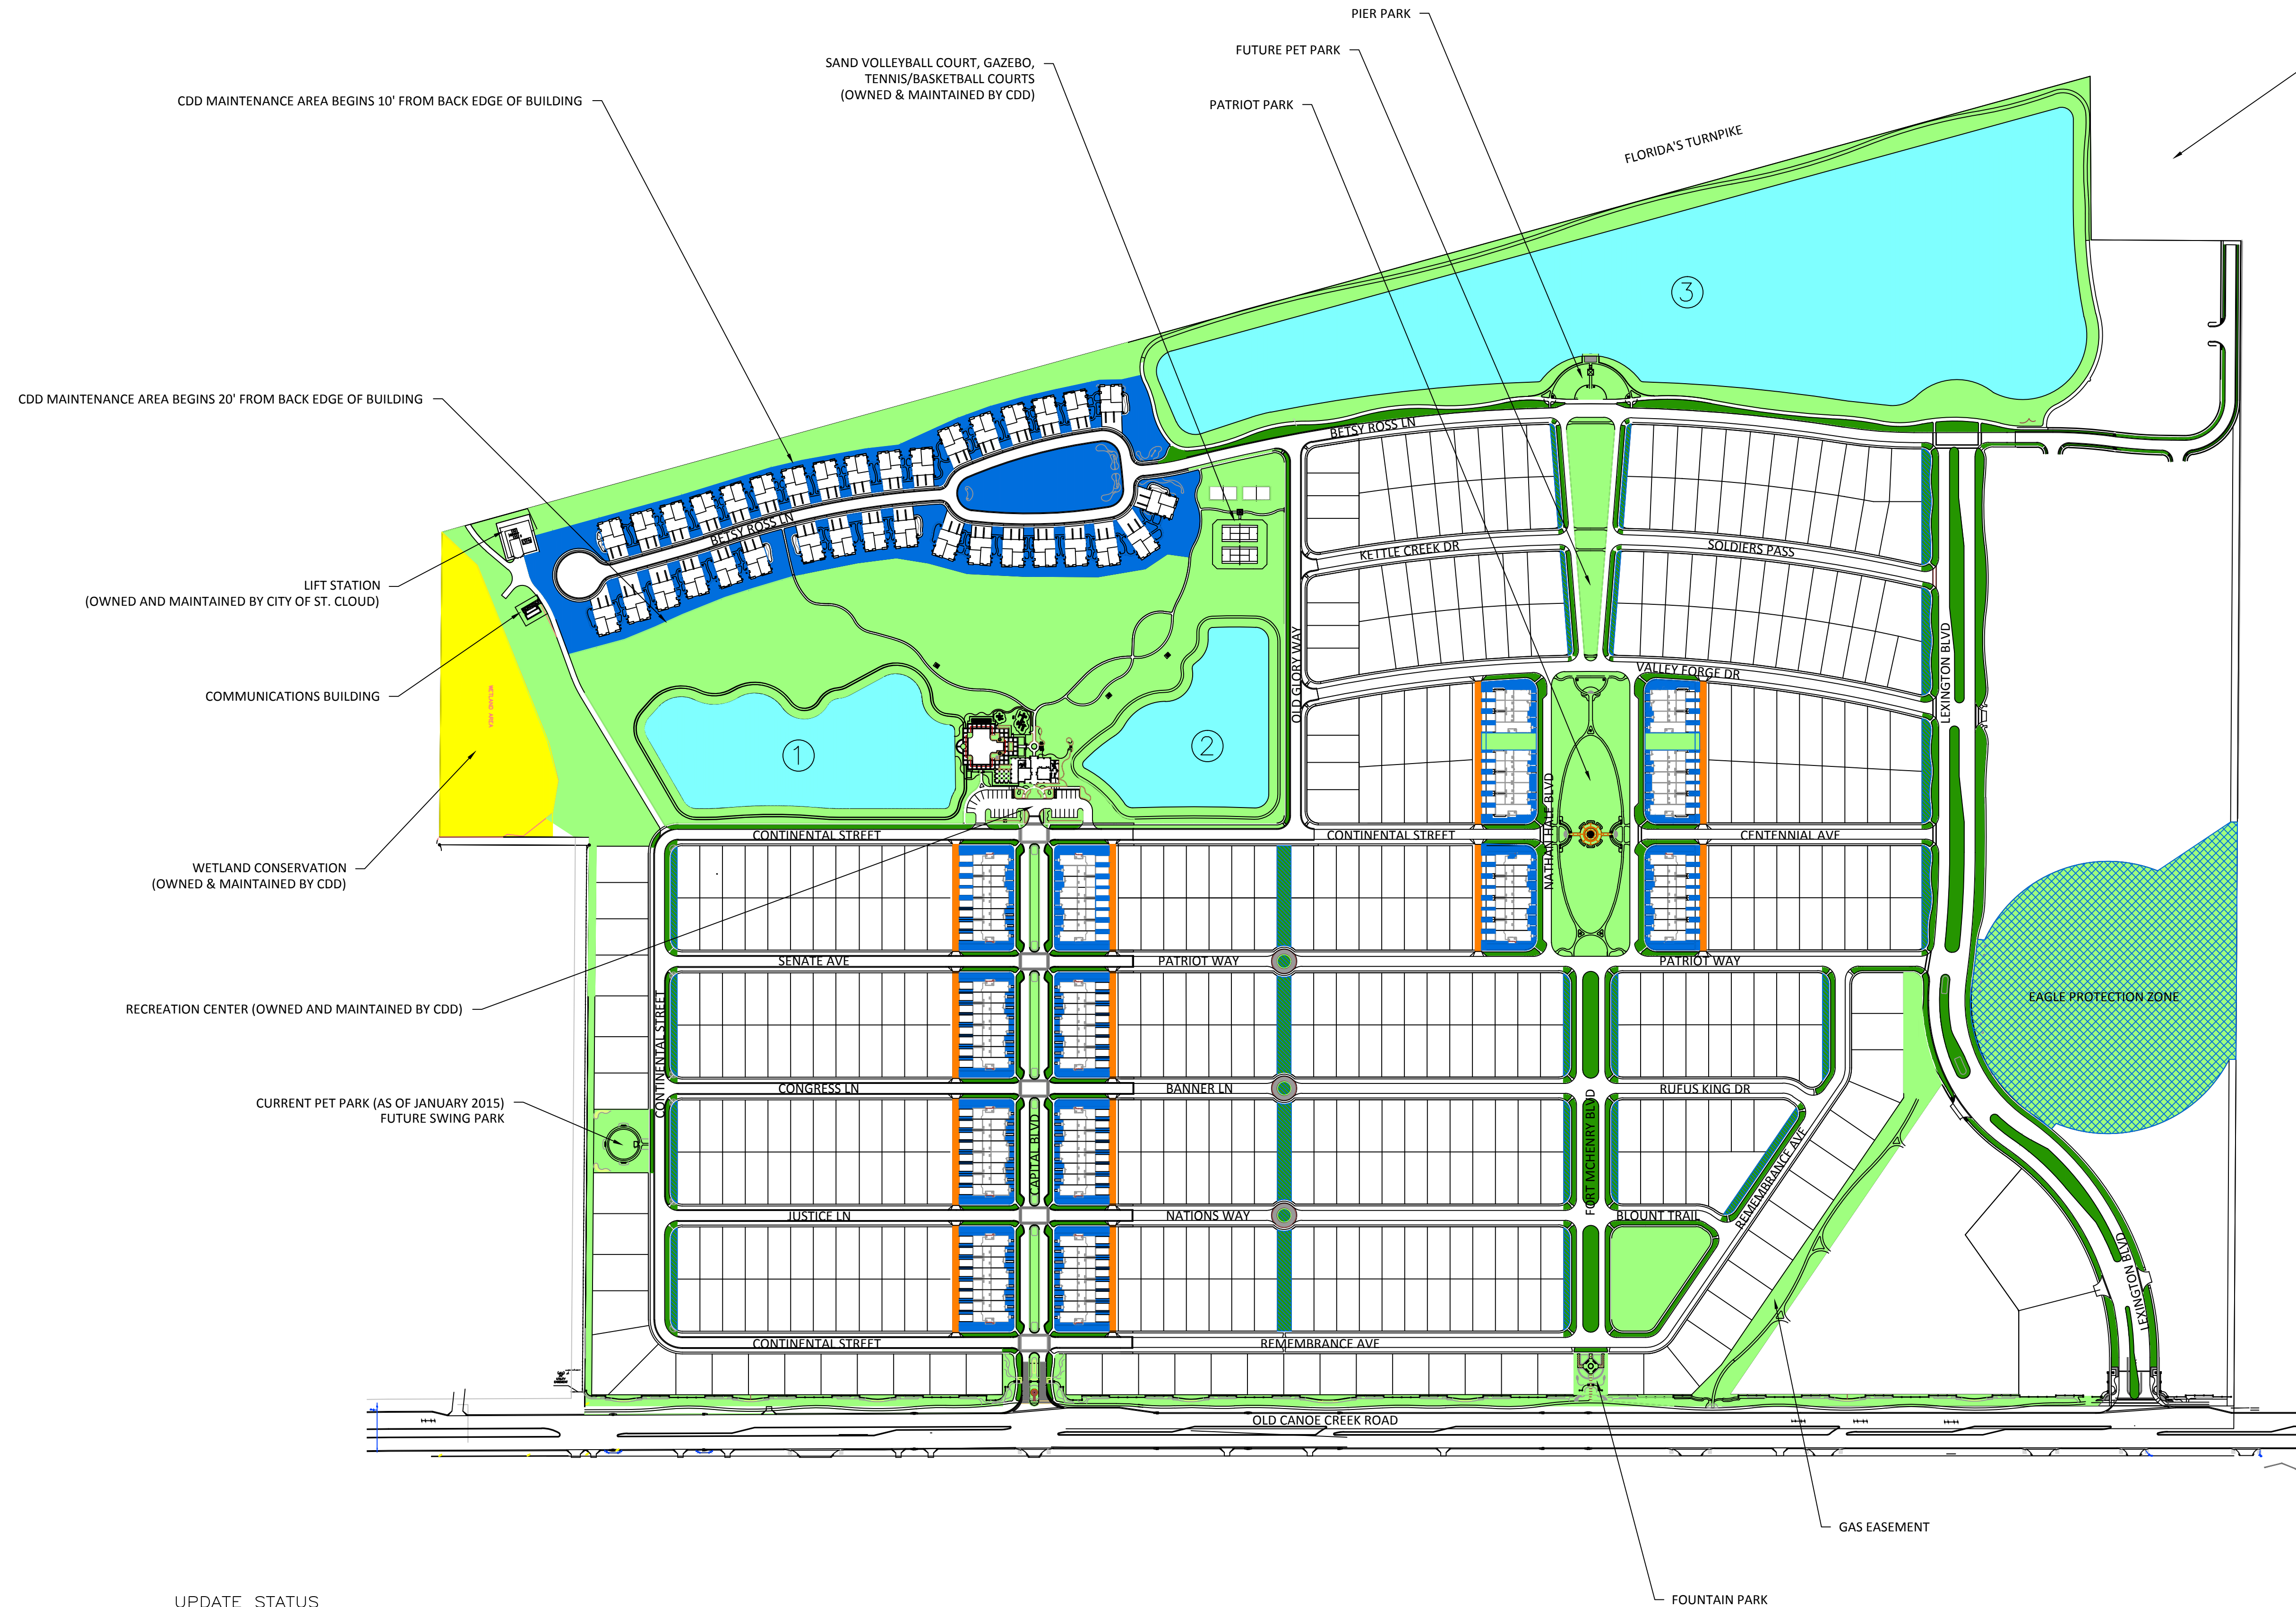 PIER PARK
FUTURE PET PARK
SAND VOLLEYBALL COURT, GAZEBO,
TENNIS/BASKETBALL COURTS
(OWNED & MAINTAINED BY CDD)
CDD MAINTENANCE AREA BEGINS 10' FROM BACK EDGE OF BUILDING
PATRIOT PARK
FLORIDA'S TURNPIKE
3
CDD MAINTENANCE AREA BEGINS 20' FROM BACK EDGE OF BUILDING
BETSY ROSS LN
BETSY ROSS LN
KETTLE CREEK DR
SOLDIERS PASS
LIFT STATION
(OWNED AND MAINTAINED BY CITY OF ST. CLOUD)
OLD GLORY WAY
LEXINGTON BLVD
VALLEY FORGE DR
COMMUNICATIONS BUILDING
WETLAND AREA
1
2
NATHAN HALE BLVD
CONTINENTAL STREET
CONTINENTAL STREET
CENTENNIAL AVE
WETLAND CONSERVATION
(OWNED & MAINTAINED BY CDD)
SENATE AVE
PATRIOT WAY
PATRIOT WAY
EAGLE PROTECTION ZONE
RECREATION CENTER (OWNED AND MAINTAINED BY CDD)
CONTINENTAL STREET
CONGRESS LN
BANNER LN
RUFUS KING DR
CURRENT PET PARK (AS OF JANUARY 2015)
FUTURE SWING PARK
CAPITAL BLVD
FORT MCHENRY BLVD
REMEMBRANCE AVE
JUSTICE LN
NATIONS WAY
BLOUNT TRAIL
LEXINGTON BLVD
CONTINENTAL STREET
REMEMBRANCE AVE
OLD CANOE CREEK ROAD
GAS EASEMENT
FOUNTAIN PARK
UPDATE STATUS